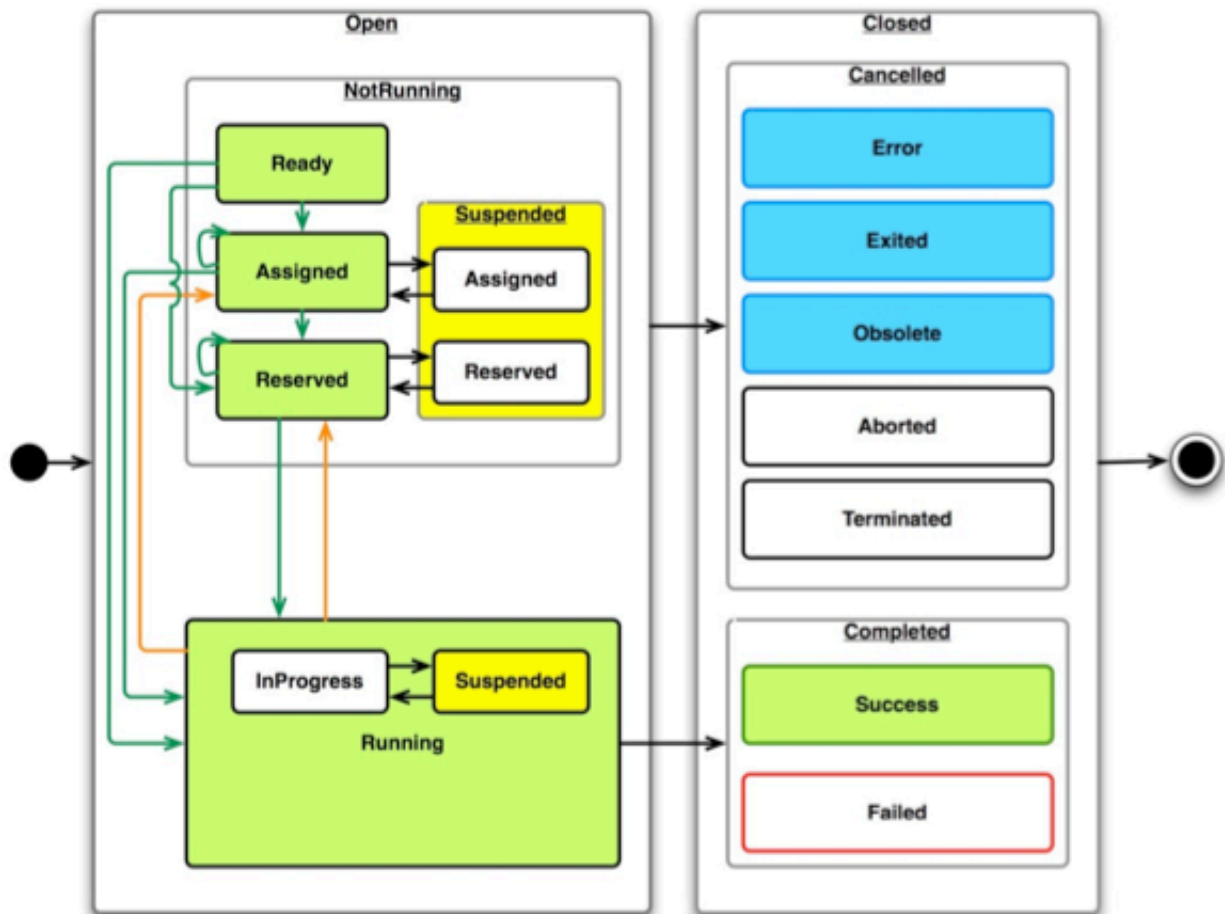 Open
NotRunning
Ready
Suspended
Assigned
Assigned
Reserved
Reserved
InProgress
Suspended
Running
Closed
Cancelled
Error
Exited
Obsolete
Aborted
Terminated
Completed
Success
Failed